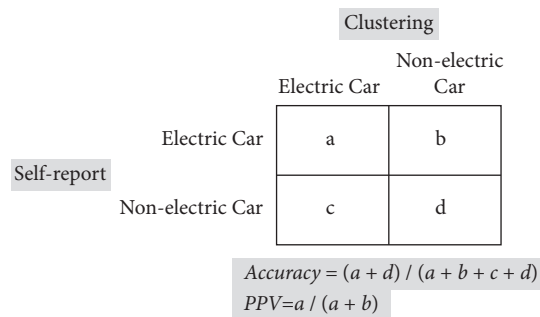 Clustering
Non-electric
Electric Car Car
Electric Car a b
Self-report
Non-electric Car c d
Accuracy = (a + d) / (a + b + c + d)
PPV=a / (a + b)